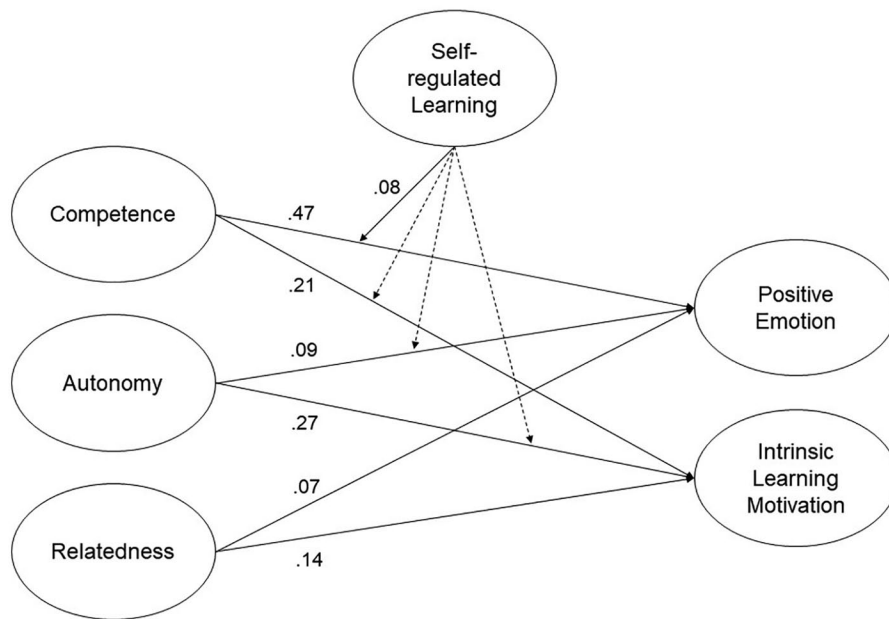 Self-
regulated
Learning
.08
Competence
.47
.21
Positive
Emotion
.09
Autonomy
.27
Intrinsic
Learning
Motivation
.07
Relatedness
.14